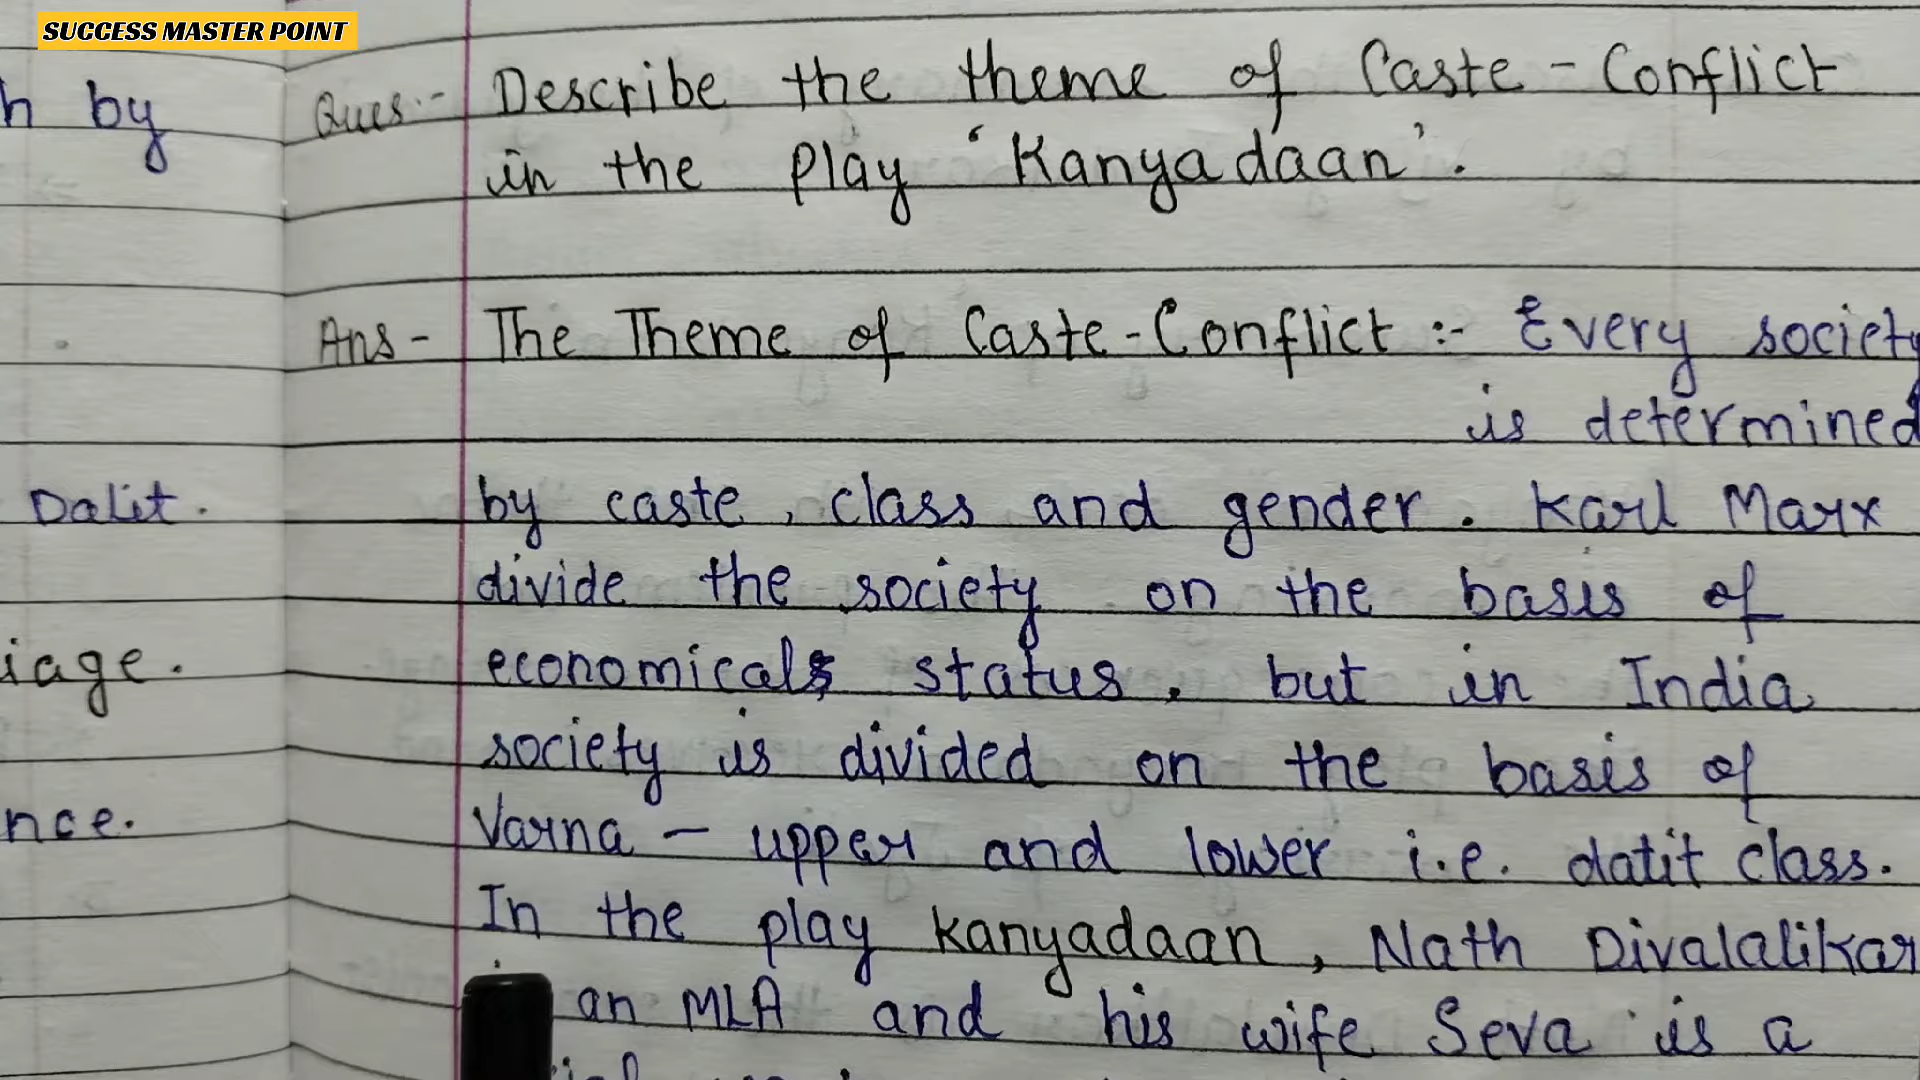 SUCCESS MASTER POINT
h by
Ques:- Describe the theme of Caste-Conflict
in the play 'Kanyadaan'.
Ans- The Theme of Caste-Conflict :- Every society
is determined
Dalit.
by caste, class and gender. Karl Marx
divide the society on the basis of
iage.
economical status, but in India
society is divided on the basis of
nce.
Varna - upper and lower i.e. datit class.
In the play kanyadaan, Nath Divalalikar
an MLA and his wife Seva is a